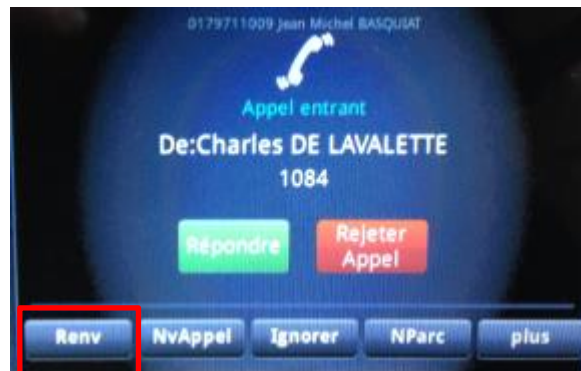 0179711009 Jean Michel BASQUIAT
Appel entrant
De:Charles DE LAVALETTE
1084
Répondre
Rejeter
Appel
Renv NvAppel Ignorer NParc plus